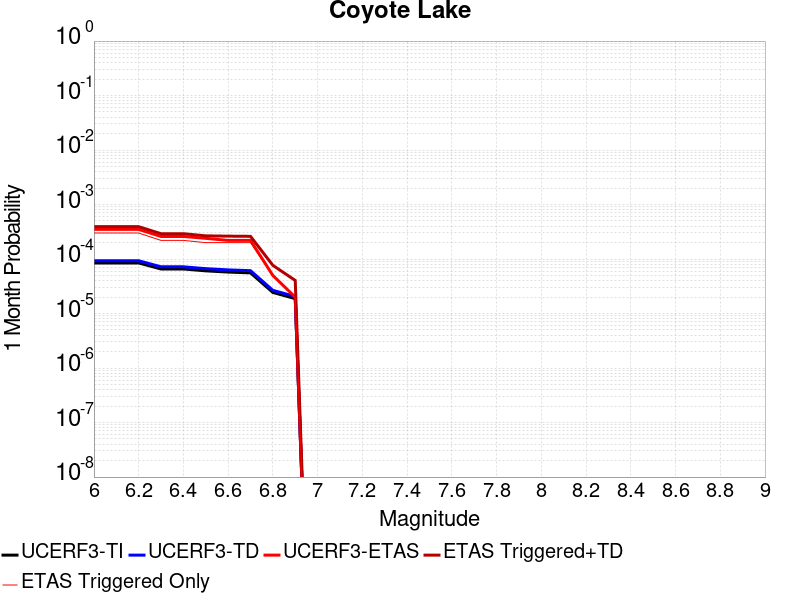 Coyote Lake
1 Month Probability
10^0
10^-1
10^-2
10^-3
10^-4
10^-5
10^-6
10^-7
10^-8
6 6.2 6.4 6.6 6.8 7 7.2 7.4 7.6 7.8 8 8.2 8.4 8.6 8.8 9
Magnitude
UCERF3-TI UCERF3-TD UCERF3-ETAS ETAS Triggered+TD
ETAS Triggered Only